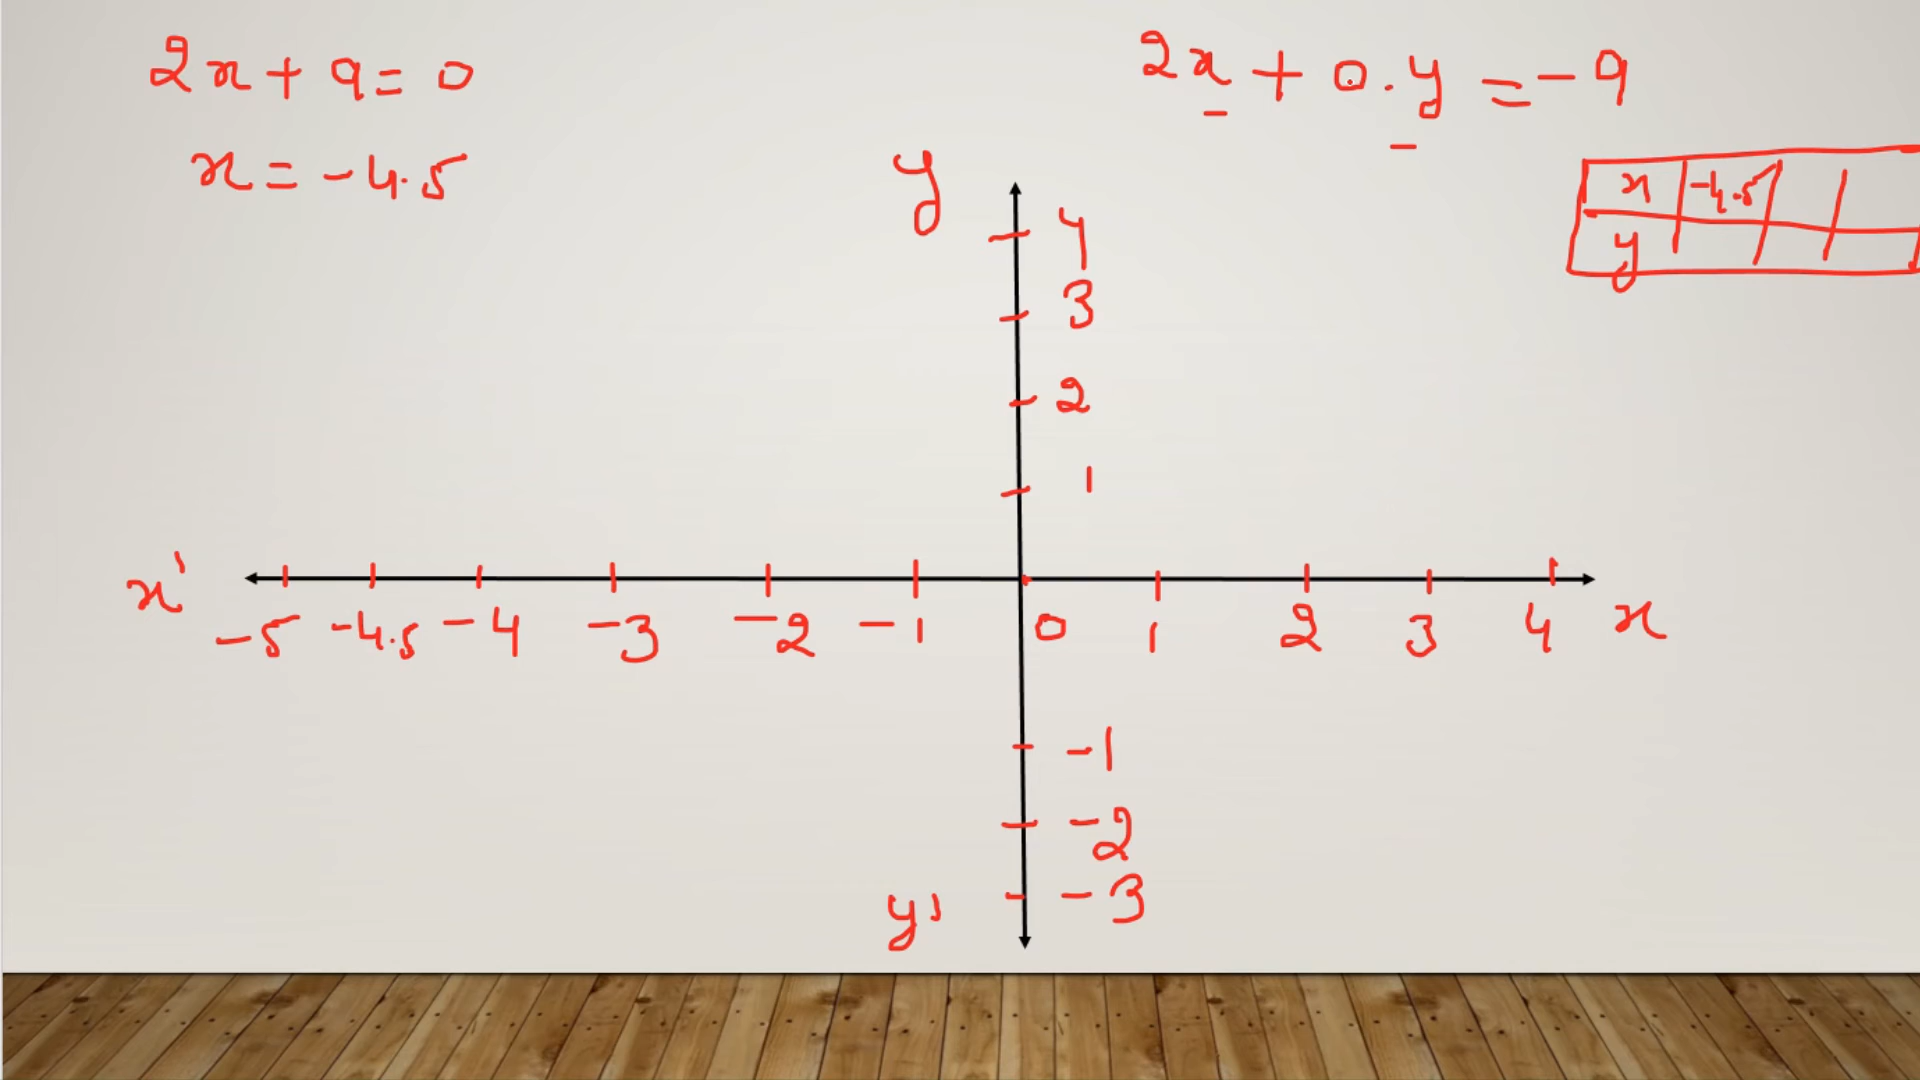 2x + 9 = 0
x = -4.5
2x + 0.y = -9
x -4.5
y
y
4
3
2
1
x'
-5 -4.5 -4 -3 -2 -1 0 1 2 3 4 x
-1
-2
-3
y'